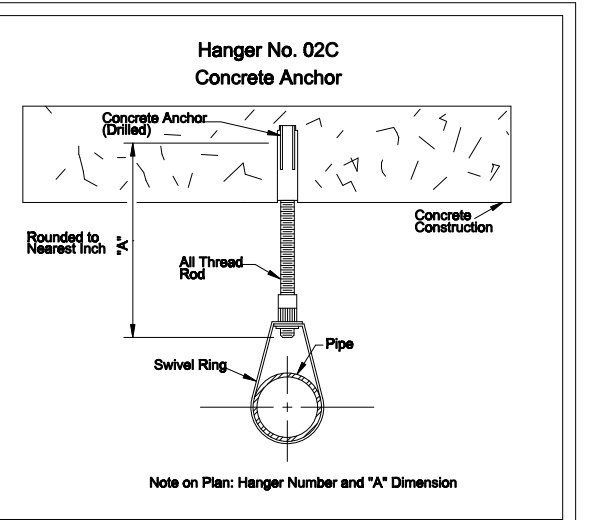 Hanger No. 02C
Concrete Anchor
Concrete Anchor
(Drilled)
Concrete
Construction
Rounded to
Nearest Inch
"A"
All Thread
Rod
Pipe
Swivel Ring
Note on Plan: Hanger Number and "A" Dimension